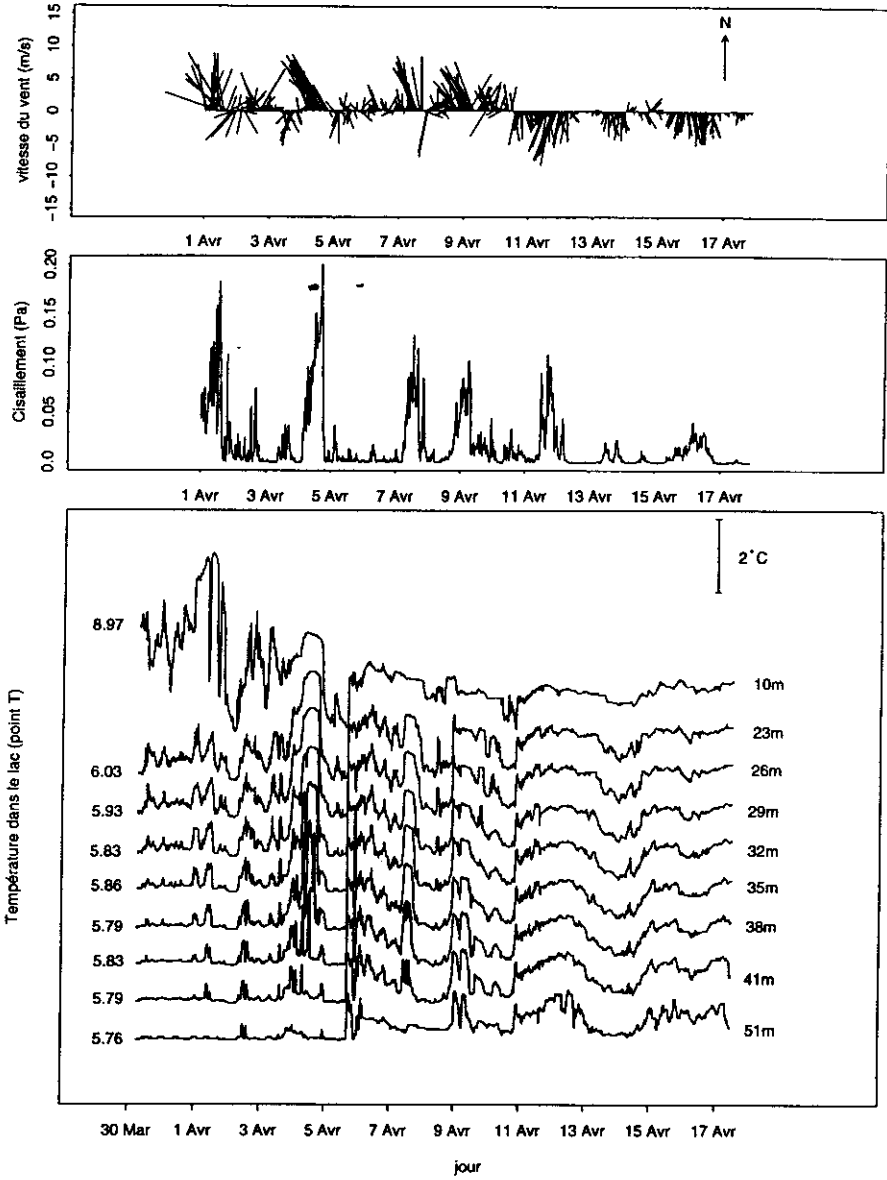 vitesse du vent (m/s)
15
10
5
0
-5
-10
-15
N
1 Avr 3 Avr 5 Avr 7 Avr 9 Avr 11 Avr 13 Avr 15 Avr 17 Avr
Cisaillement (Pa)
0.20
0.15
0.10
0.05
0.0
1 Avr 3 Avr 5 Avr 7 Avr 9 Avr 11 Avr 13 Avr 15 Avr 17 Avr
Température dans le lac (point T)
2°C
8.97
10m
23m
6.03 26m
5.93 29m
5.83 32m
5.86 35m
5.79 38m
5.83
41m
5.79
51m
5.76
30 Mar 1 Avr 3 Avr 5 Avr 7 Avr 9 Avr 11 Avr 13 Avr 15 Avr 17 Avr
jour